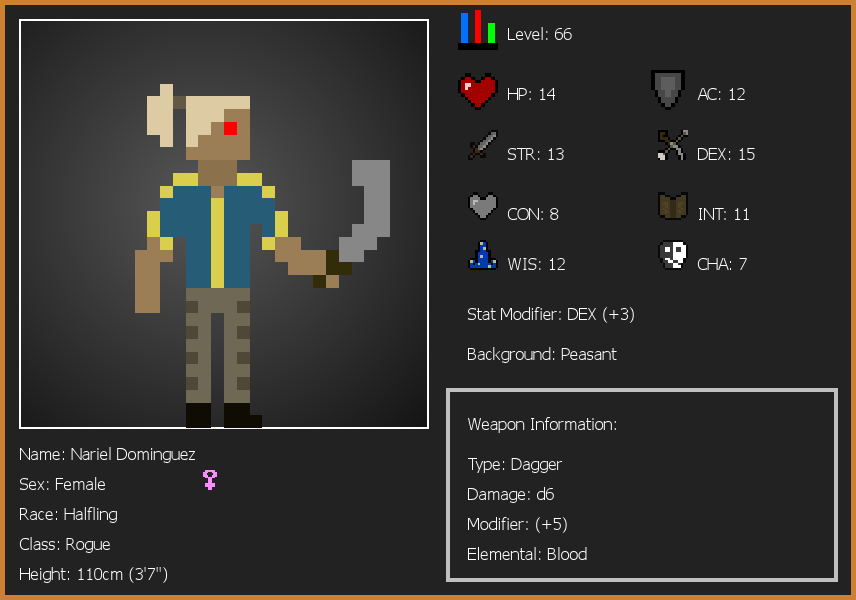 Level: 66
HP: 14
AC: 12
STR: 13
DEX: 15
CON: 8
INT: 11
WIS: 12
CHA: 7
Stat Modifier: DEX (+3)
Background: Peasant
Weapon Information:
Type: Dagger
Damage: d6
Modifier: (+5)
Elemental: Blood
Name: Nariel Dominguez
Sex: Female
Race: Halfling
Class: Rogue
Height: 110cm (3'7")